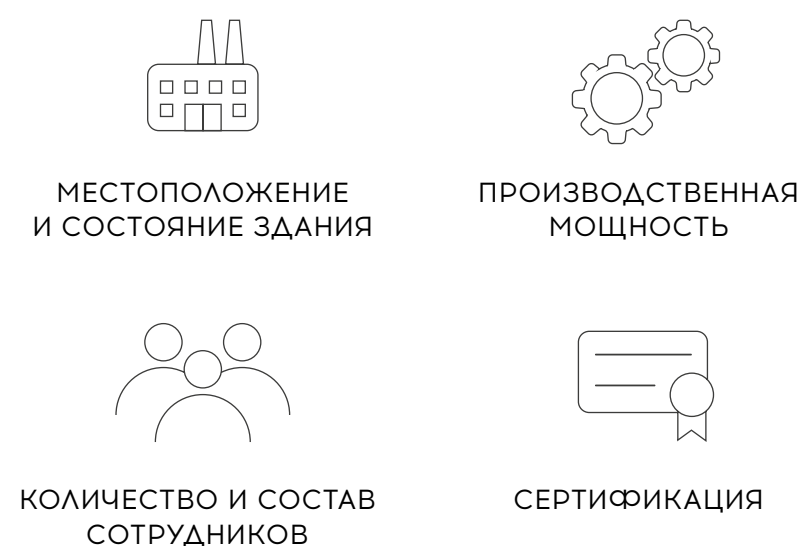 МЕСТОПОЛОЖЕНИЕ
И СОСТОЯНИЕ ЗДАНИЯ
ПРОИЗВОДСТВЕННАЯ
МОЩНОСТЬ
КОЛИЧЕСТВО И СОСТАВ
СОТРУДНИКОВ
СЕРТИФИКАЦИЯ